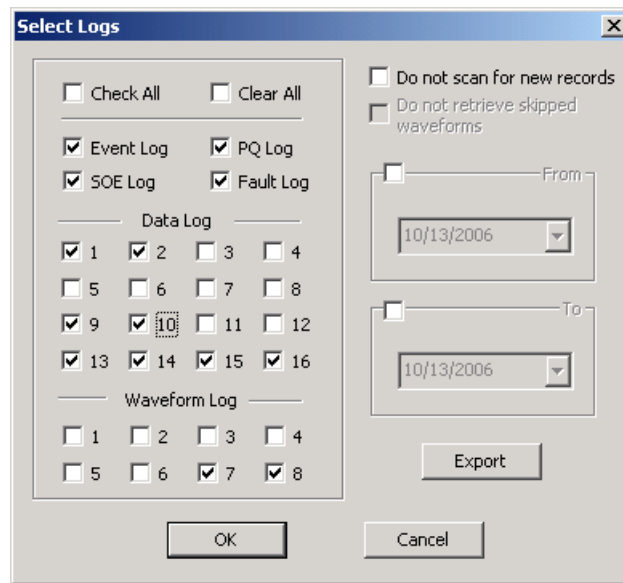 Select Logs
Check All Clear All
Event Log PQ Log
SOE Log Fault Log
Data Log
1 2 3 4
5 6 7 8
9 10 11 12
13 14 15 16
Waveform Log
1 2 3 4
5 6 7 8
Do not scan for new records
Do not retrieve skipped
waveforms
From
10/13/2006
To
10/13/2006
Export
OK Cancel